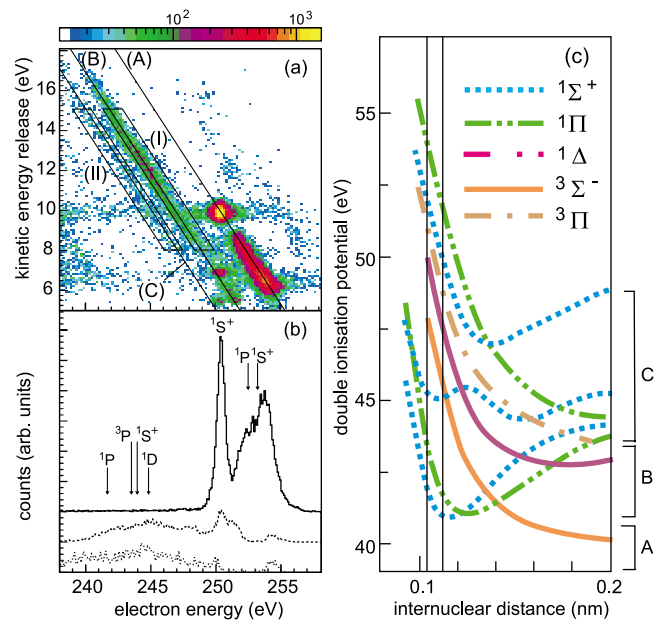 10² 10³
(B) (A) (a)
(I)
(II)
(C)
kinetic energy release (eV)
16
14
12
10
8
6
(b)
¹S⁺
¹P ¹S⁺
³P ¹S⁺
¹P ¹D
counts (arb. units)
240 245 250 255
electron energy (eV)
(c)
¹Σ⁺
¹Π
¹Δ
³Σ⁻
³Π
double ionisation potential (eV)
55
50
45
40
C
B
A
0.1 0.2
internuclear distance (nm)